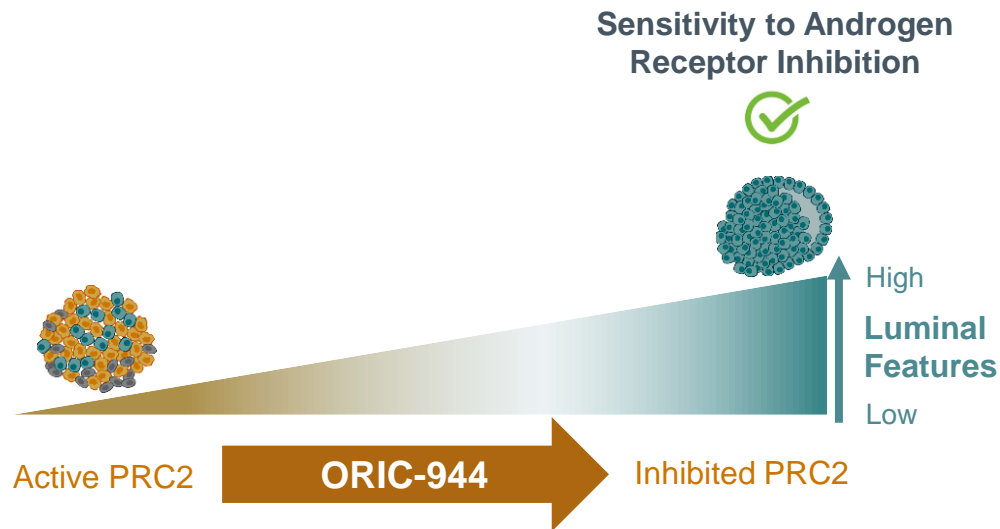 Sensitivity to Androgen
Receptor Inhibition
High
Luminal
Features
Low
Active PRC2
ORIC-944
Inhibited PRC2